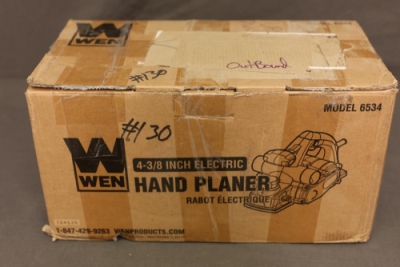 WEN
OutBound
#130
MODEL 6534
#130
WEN
4-3/8 INCH ELECTRIC
HAND PLANER
RABOT ÉLECTRIQUE
1-847-429-9263 WENPRODUCTS.COM